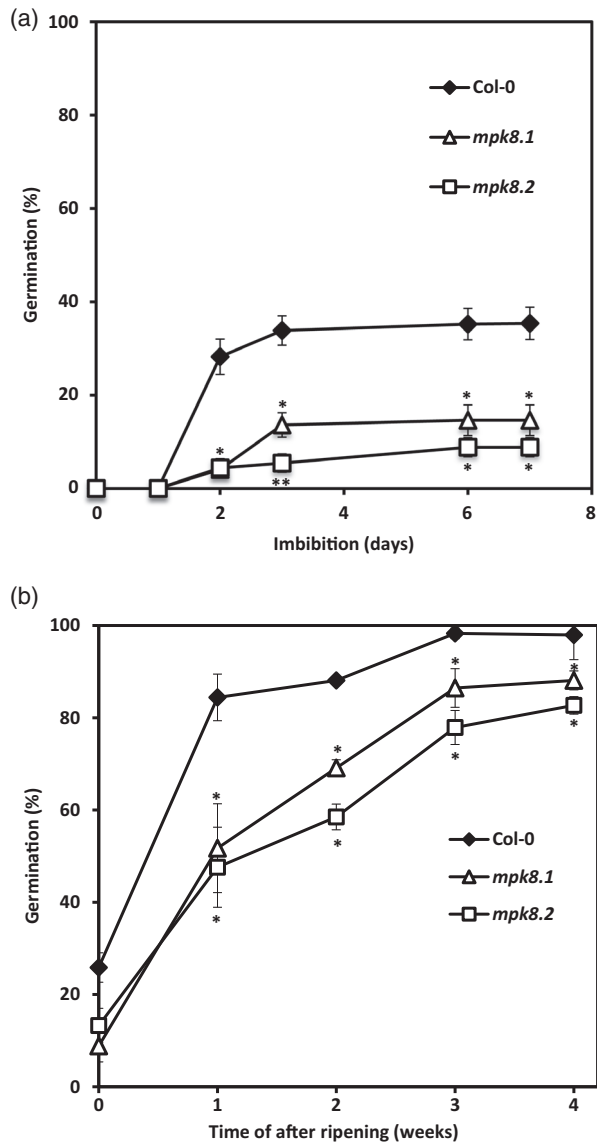 (a)
100
80
60
40
20
0
Germination (%)
Col-0
mpk8.1
mpk8.2
*
*
*
*
**
*
*
0 2 4 6 8
Imbibition (days)
(b)
100
80
60
40
20
0
Germination (%)
*
*
*
*
*
*
*
*
Col-0
mpk8.1
mpk8.2
0 1 2 3 4
Time of after ripening (weeks)